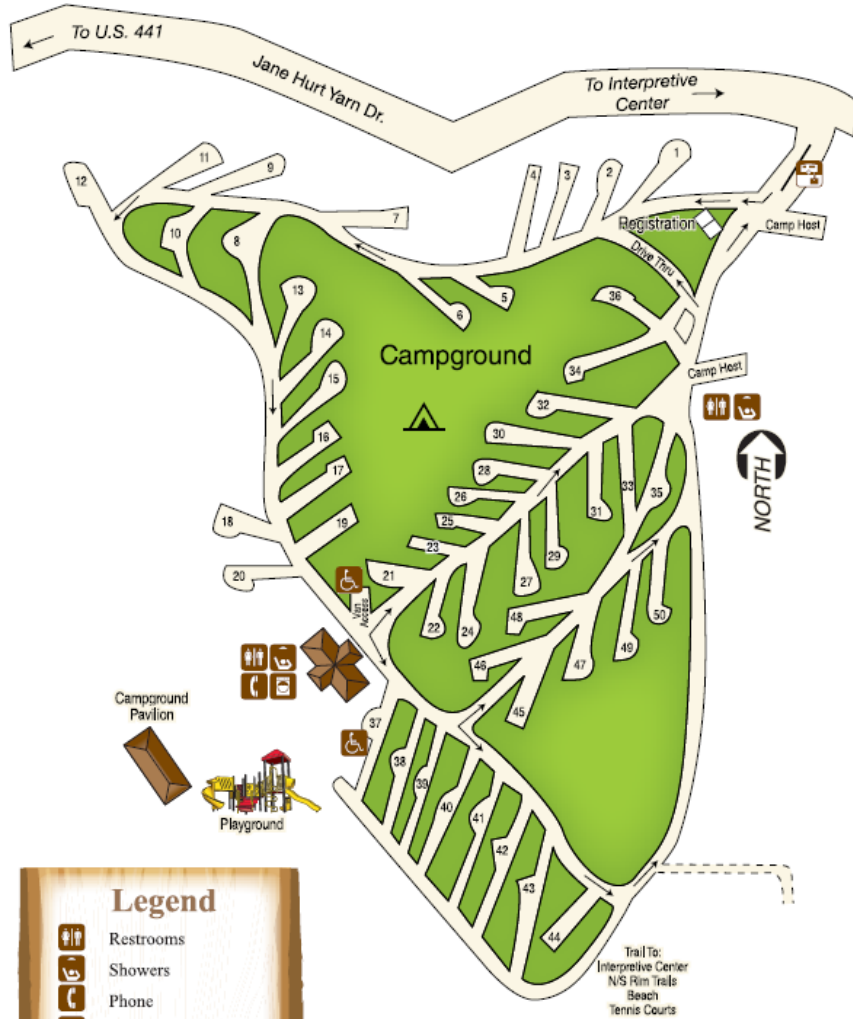 To U.S. 441
Jane Hurt Yarn Dr.
To Interpretive
Center
1
2
3
4
11
9
12
7
10
8
Registration
Camp Host
Drive Thru
13
5
6
36
14
Campground
34
Camp Host
15
32
16
30
33
17
28
35
NORTH
26
31
18
19
25
23
29
20
21
27
Van
Access
22
24
48
50
49
46
47
45
Campground
Pavilion
37
38
39
40
41
42
43
44
Playground
Legend
Restrooms
Showers
Phone
Trail To:
Interpretive Center
N/S Rim Trails
Beach
Tennis Courts